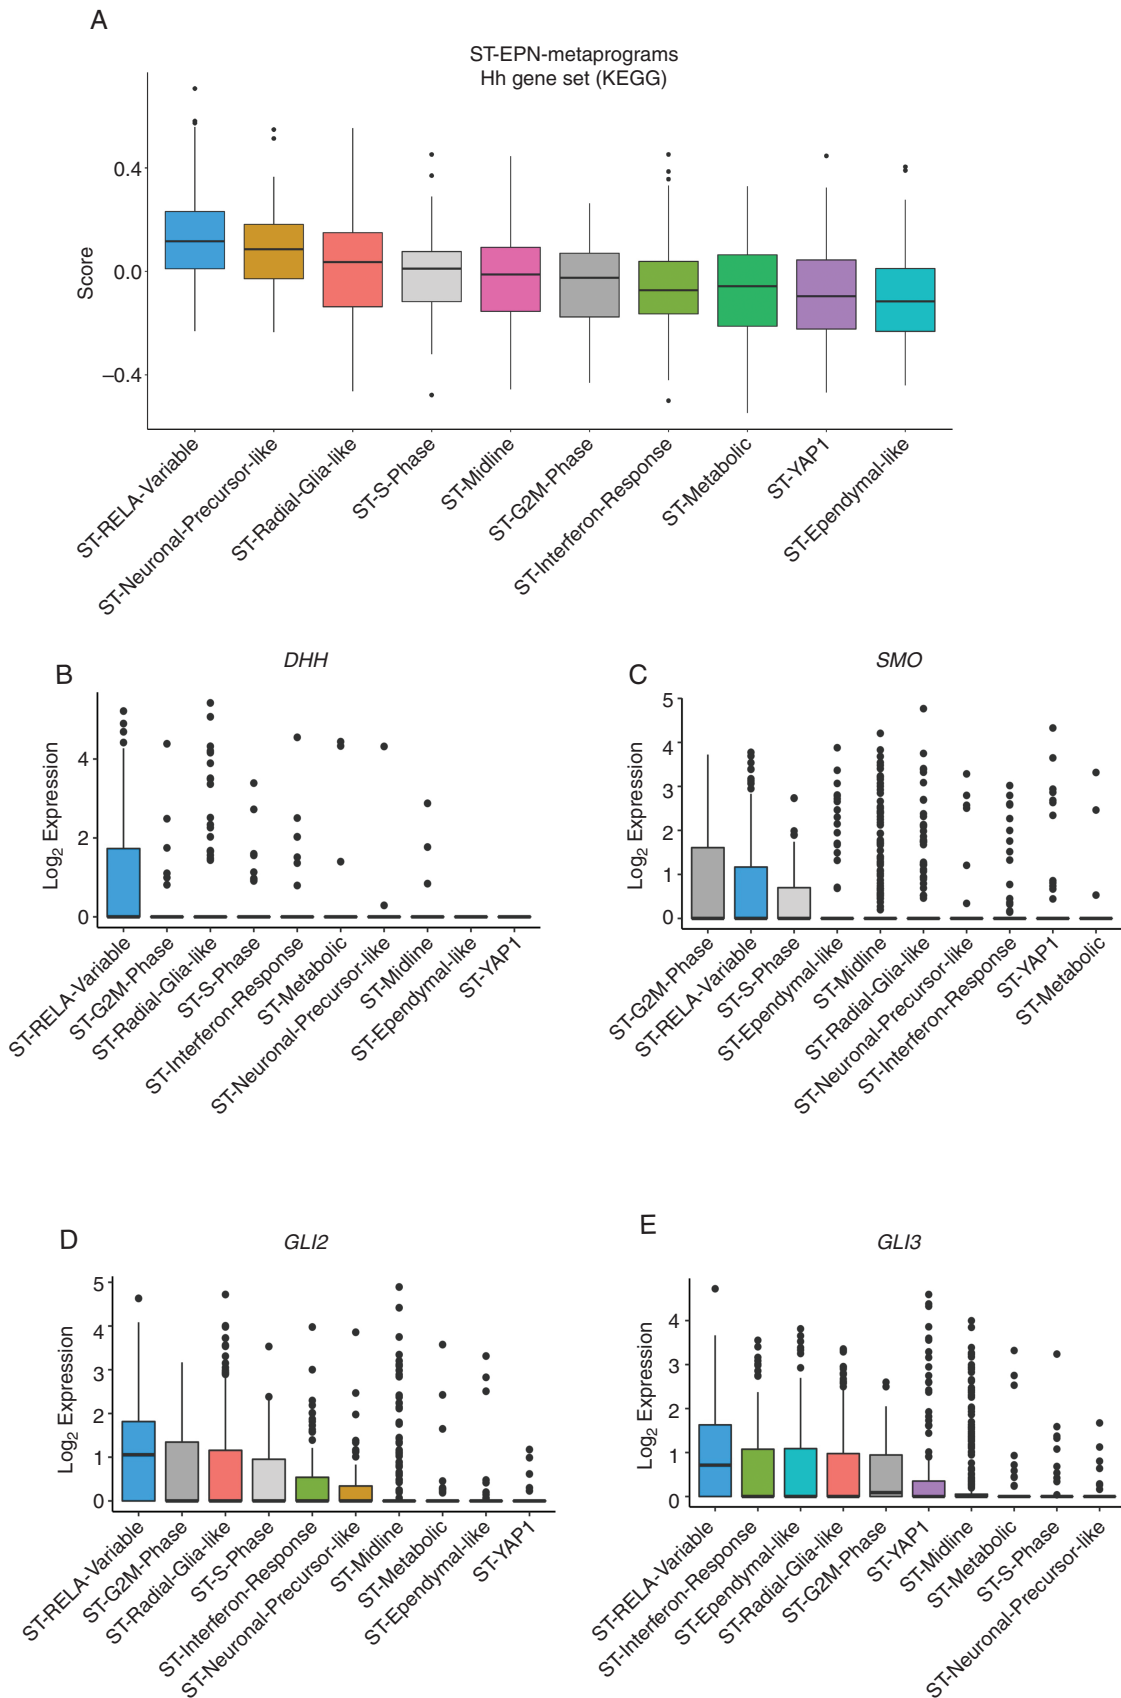 A
ST-EPN-metaprograms
Hh gene set (KEGG)
Score
0.4
0.0
–0.4
ST-RELA-Variable
ST-Neuronal-Precursor-like
ST-Radial-Glia-like
ST-S-Phase
ST-Midline
ST-G2M-Phase
ST-Interferon-Response
ST-Metabolic
ST-YAP1
ST-Ependymal-like
B
DHH
Log2 Expression
4
2
0
ST-RELA-Variable
ST-G2M-Phase
ST-Radial-Glia-like
ST-S-Phase
ST-Interferon-Response
ST-Metabolic
ST-Neuronal-Precursor-like
ST-Midline
ST-Ependymal-like
ST-YAP1
C
SMO
Log2 Expression
5
4
3
2
1
0
ST-G2M-Phase
ST-RELA-Variable
ST-S-Phase
ST-Ependymal-like
ST-Midline
ST-Radial-Glia-like
ST-Neuronal-Precursor-like
ST-Interferon-Response
ST-YAP1
ST-Metabolic
D
GLI2
Log2 Expression
5
4
3
2
1
0
ST-RELA-Variable
ST-G2M-Phase
ST-Radial-Glia-like
ST-S-Phase
ST-Interferon-Response
ST-Neuronal-Precursor-like
ST-Midline
ST-Metabolic
ST-Ependymal-like
ST-YAP1
E
GLI3
Log2 Expression
4
3
2
1
0
ST-RELA-Variable
ST-Interferon-Response
ST-Ependymal-like
ST-Radial-Glia-like
ST-G2M-Phase
ST-YAP1
ST-Midline
ST-Metabolic
ST-S-Phase
ST-Neuronal-Precursor-like